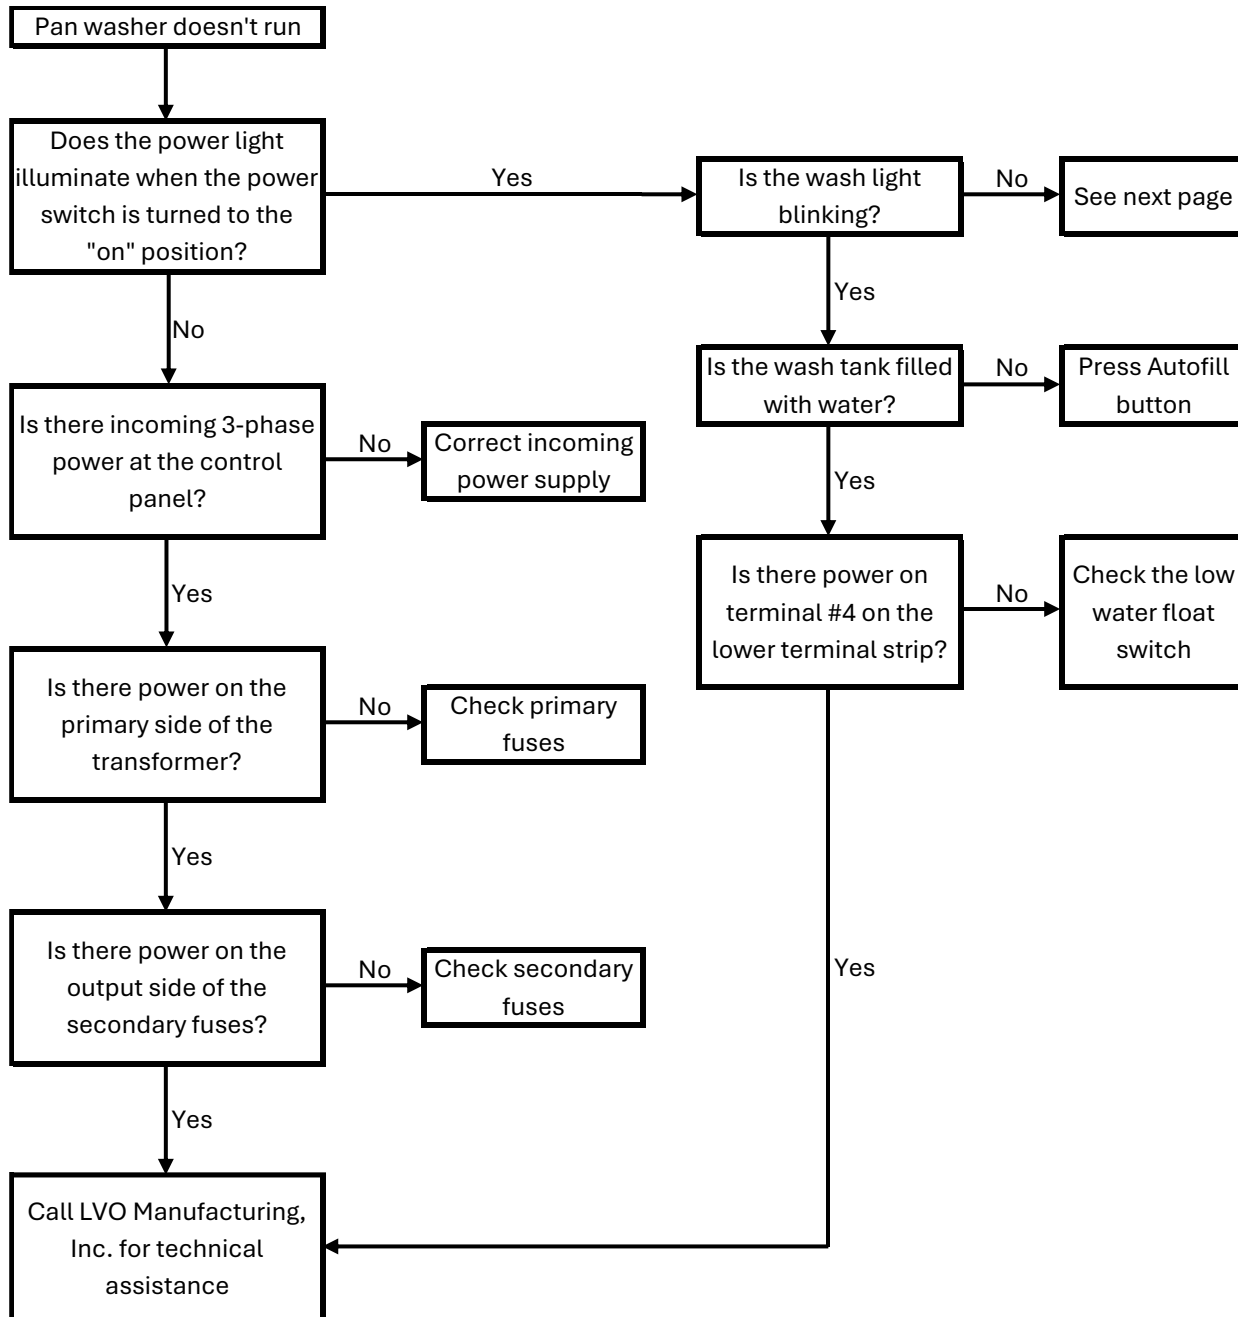 Pan washer doesn't run
Does the power light
illuminate when the power
switch is turned to the
"on" position?
Yes
Is the wash light
blinking?
No
See next page
Yes
No
Is the wash tank filled
with water?
No
Press Autofill
button
Is there incoming 3-phase
power at the control
panel?
No
Correct incoming
power supply
Yes
Is there power on
terminal #4 on the
lower terminal strip?
No
Check the low
water float
switch
Yes
Is there power on the
primary side of the
transformer?
No
Check primary
fuses
Yes
Is there power on the
output side of the
secondary fuses?
No
Check secondary
fuses
Yes
Yes
Call LVO Manufacturing,
Inc. for technical
assistance